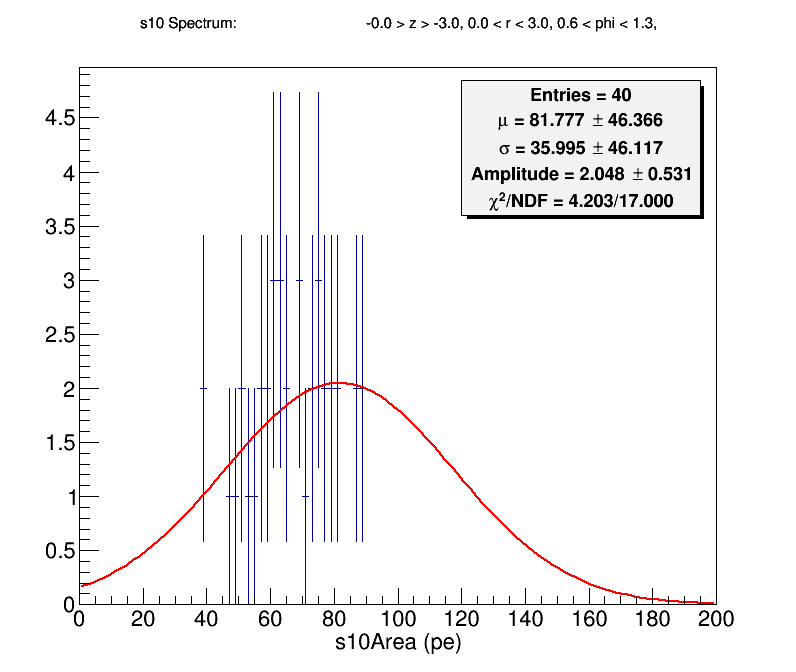 s10 Spectrum: -0.0 > z > -3.0, 0.0 < r < 3.0, 0.6 < phi < 1.3,
Entries = 40
μ = 81.777 ± 46.366
σ = 35.995 ± 46.117
Amplitude = 2.048 ± 0.531
χ²/NDF = 4.203/17.000
4.5
4
3.5
3
2.5
2
1.5
1
0.5
0
0 20 40 60 80 100 120 140 160 180 200
s10Area (pe)